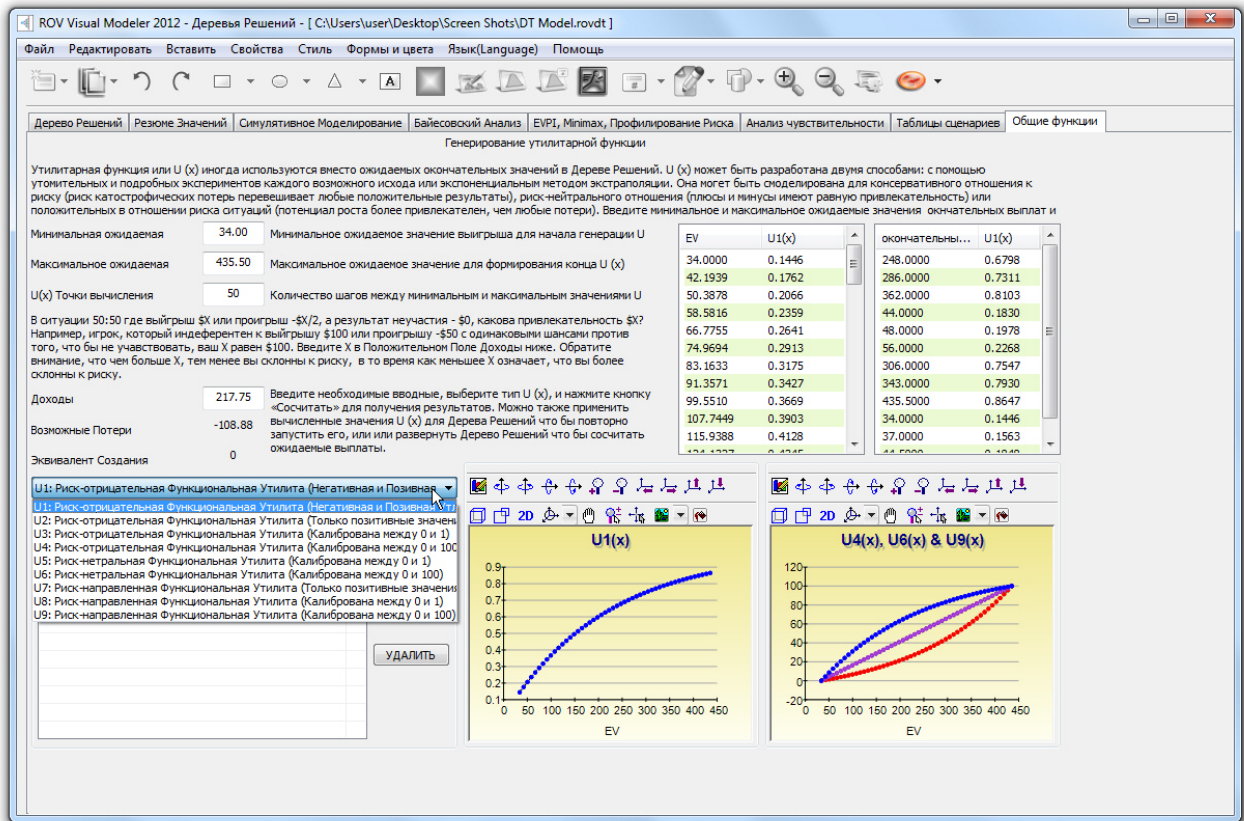 ROV Visual Modeler 2012 - Деревья Решений - [ C:\Users\user\Desktop\Screen Shots\DT Model.rovdt ]
Файл Редактировать Вставить Свойства Стиль Формы и цвета Язык(Language) Помощь
Дерево Решений Резюме Значений Симулятивное Моделирование Байесовский Анализ EVPI, Minimax, Профилирование Риска Анализ чувствительности Таблицы сценариев Общие функции
Генерирование утилитарной функции
Утилитарная функция или U (x) иногда используются вместо ожидаемых окончательных значений в Дереве Решений. U (x) может быть разработана двумя способами: с помощью
утомительных и подробных экспериментов каждого возможного исхода или экспоненциальным методом экстраполяции. Она могет быть смоделирована для консервативного отношения к
риску (риск катострофических потерь перевешивает любые положительные результаты), риск-нейтрального отношения (плюсы и минусы имеют равную привлекательность) или
положительных в отношении риска ситуаций (потенциал роста более привлекателен, чем любые потери). Введите минимальное и максимальное ожидаемые значения окнчательных выплат и
Минимальная ожидаемая 34.00 Минимальное ожидаемое значение выигрыша для начала генерации U
Максимальное ожидаемая 435.50 Максимальное ожидаемое значение для формирования конца U (x)
U(x) Точки вычисления 50 Количество шагов между минимальным и максимальным значениями U
В ситуации 50:50 где выйгрыш $X или проигрыш -$X/2, а результат неучастия - $0, какова привлекательность $X?
Например, игрок, который индеферентен к выйгрышу $100 или проигрышу -$50 с одинаковыми шансами против
того, что бы не учавствовать, ваш X равен $100. Введите X в Положительном Поле Доходы ниже. Обратите
внимание, что чем больше X, тем менее вы склонны к риску, в то время как меньшее X означает, что вы более
склонны к риску.
Доходы 217.75
Возможные Потери -108.88
Эквивалент Создания 0
Введите необходимые вводные, выберите тип U (x), и нажмите кнопку
«Сосчитать» для получения результатов. Можно также применить
вычисленные значения U (x) для Дерева Решений что бы повторно
запустить его, или или развернуть Дерево Решений что бы сосчитать
ожидаемые выплаты.
EV U1(x)
34.0000 0.1446
42.1939 0.1762
50.3878 0.2066
58.5816 0.2359
66.7755 0.2641
74.9694 0.2913
83.1633 0.3175
91.3571 0.3427
99.5510 0.3669
107.7449 0.3903
115.9388 0.4128
окончательны... U1(x)
248.0000 0.6798
286.0000 0.7311
362.0000 0.8103
44.0000 0.1830
48.0000 0.1978
56.0000 0.2268
306.0000 0.7547
343.0000 0.7930
435.5000 0.8647
34.0000 0.1446
37.0000 0.1563
U1: Риск-отрицательная Функциональная Утилита (Негативная и Позивная
U1: Риск-отрицательная Функциональная Утилита (Негативная и Позивная Утл
U2: Риск-отрицательная Функциональная Утилита (Только позитивные значени
U3: Риск-отрицательная Функциональная Утилита (Калибрована между 0 и 1)
U4: Риск-отрицательная Функциональная Утилита (Калибрована между 0 и 100
U5: Риск-нетральная Функциональная Утилита (Калибрована между 0 и 1)
U6: Риск-нетральная Функциональная Утилита (Калибрована между 0 и 100)
U7: Риск-направленная Функциональная Утилита (Только позитивные значения
U8: Риск-направленная Функциональная Утилита (Калибрована между 0 и 1)
U9: Риск-направленная Функциональная Утилита (Калибрована между 0 и 100)
УДАЛИТЬ
2D
U1(x)
0.9
0.8
0.7
0.6
0.5
0.4
0.3
0.2
0.1
0 50 100 150 200 250 300 350 400 450
EV
2D
U4(x), U6(x) & U9(x)
120
100
80
60
40
20
0
-20
0 50 100 150 200 250 300 350 400 450
EV